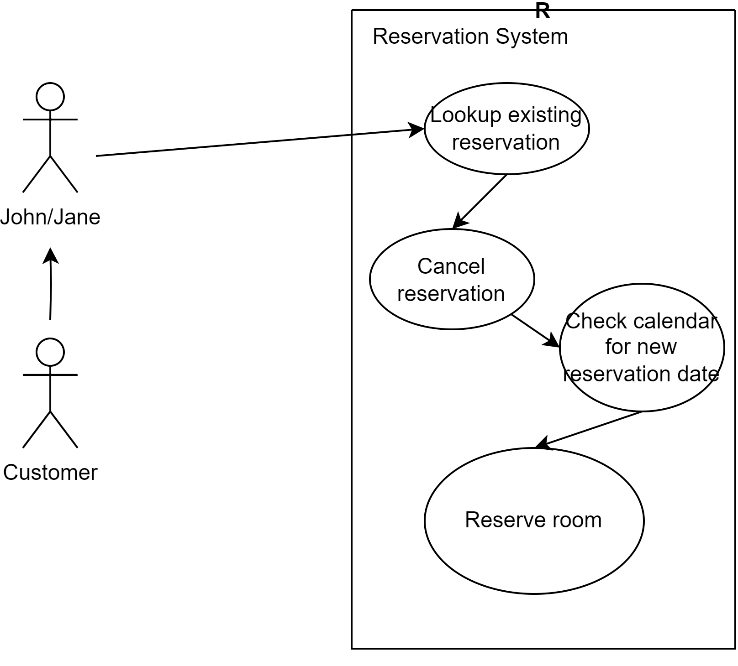 R
Reservation System
Lookup existing
reservation
John/Jane
Cancel
reservation
Check calendar
for new
reservation date
Customer
Reserve room